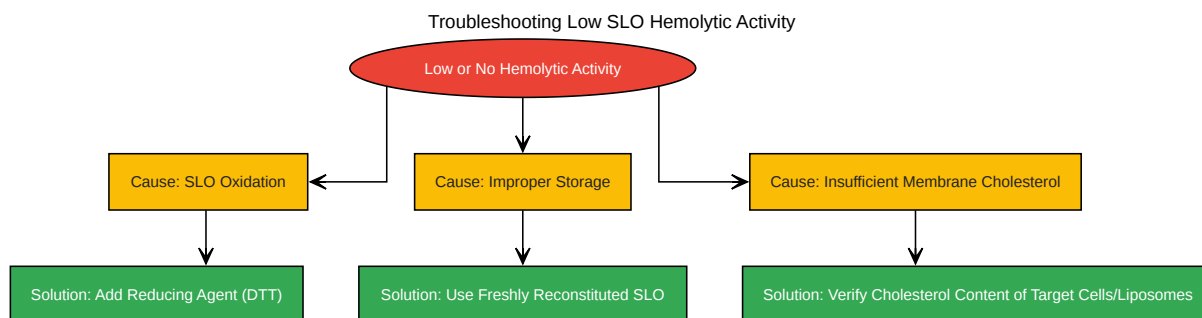 Troubleshooting Low SLO Hemolytic Activity
Low or No Hemolytic Activity
Cause: SLO Oxidation
Cause: Improper Storage
Cause: Insufficient Membrane Cholesterol
Solution: Add Reducing Agent (DTT)
Solution: Use Freshly Reconstituted SLO
Solution: Verify Cholesterol Content of Target Cells/Liposomes